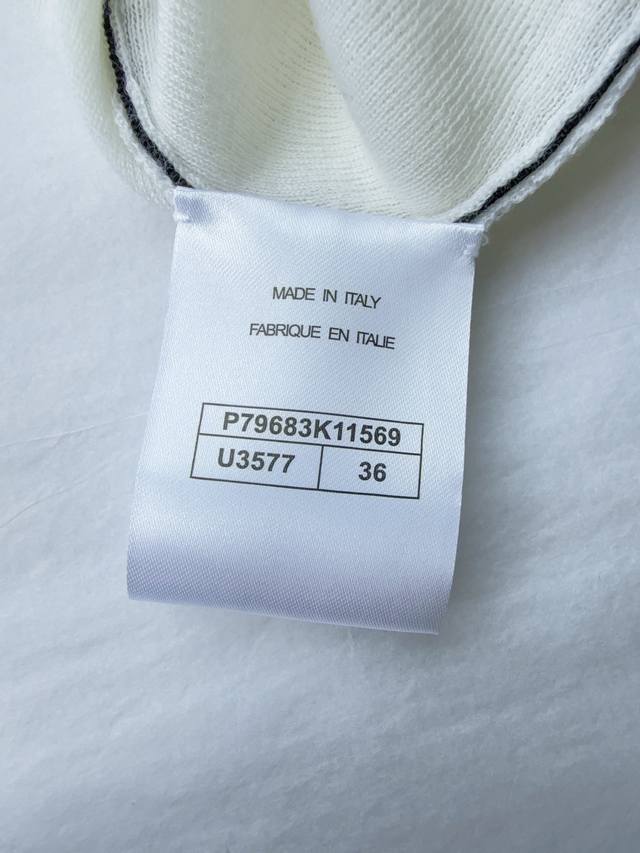 MADE IN ITALY
FABRIQUE EN ITALIE
P79683K11569
U3577 36